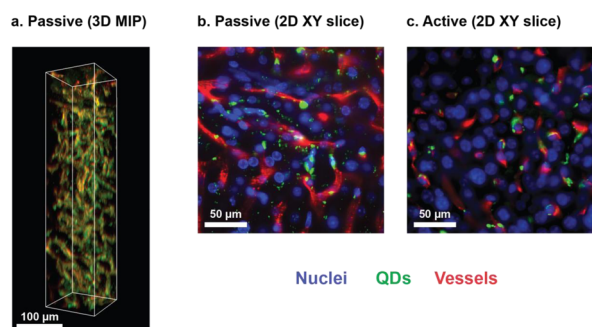 a. Passive (3D MIP)
b. Passive (2D XY slice)
c. Active (2D XY slice)
50 µm
50 µm
100 µm
Nuclei QDs Vessels